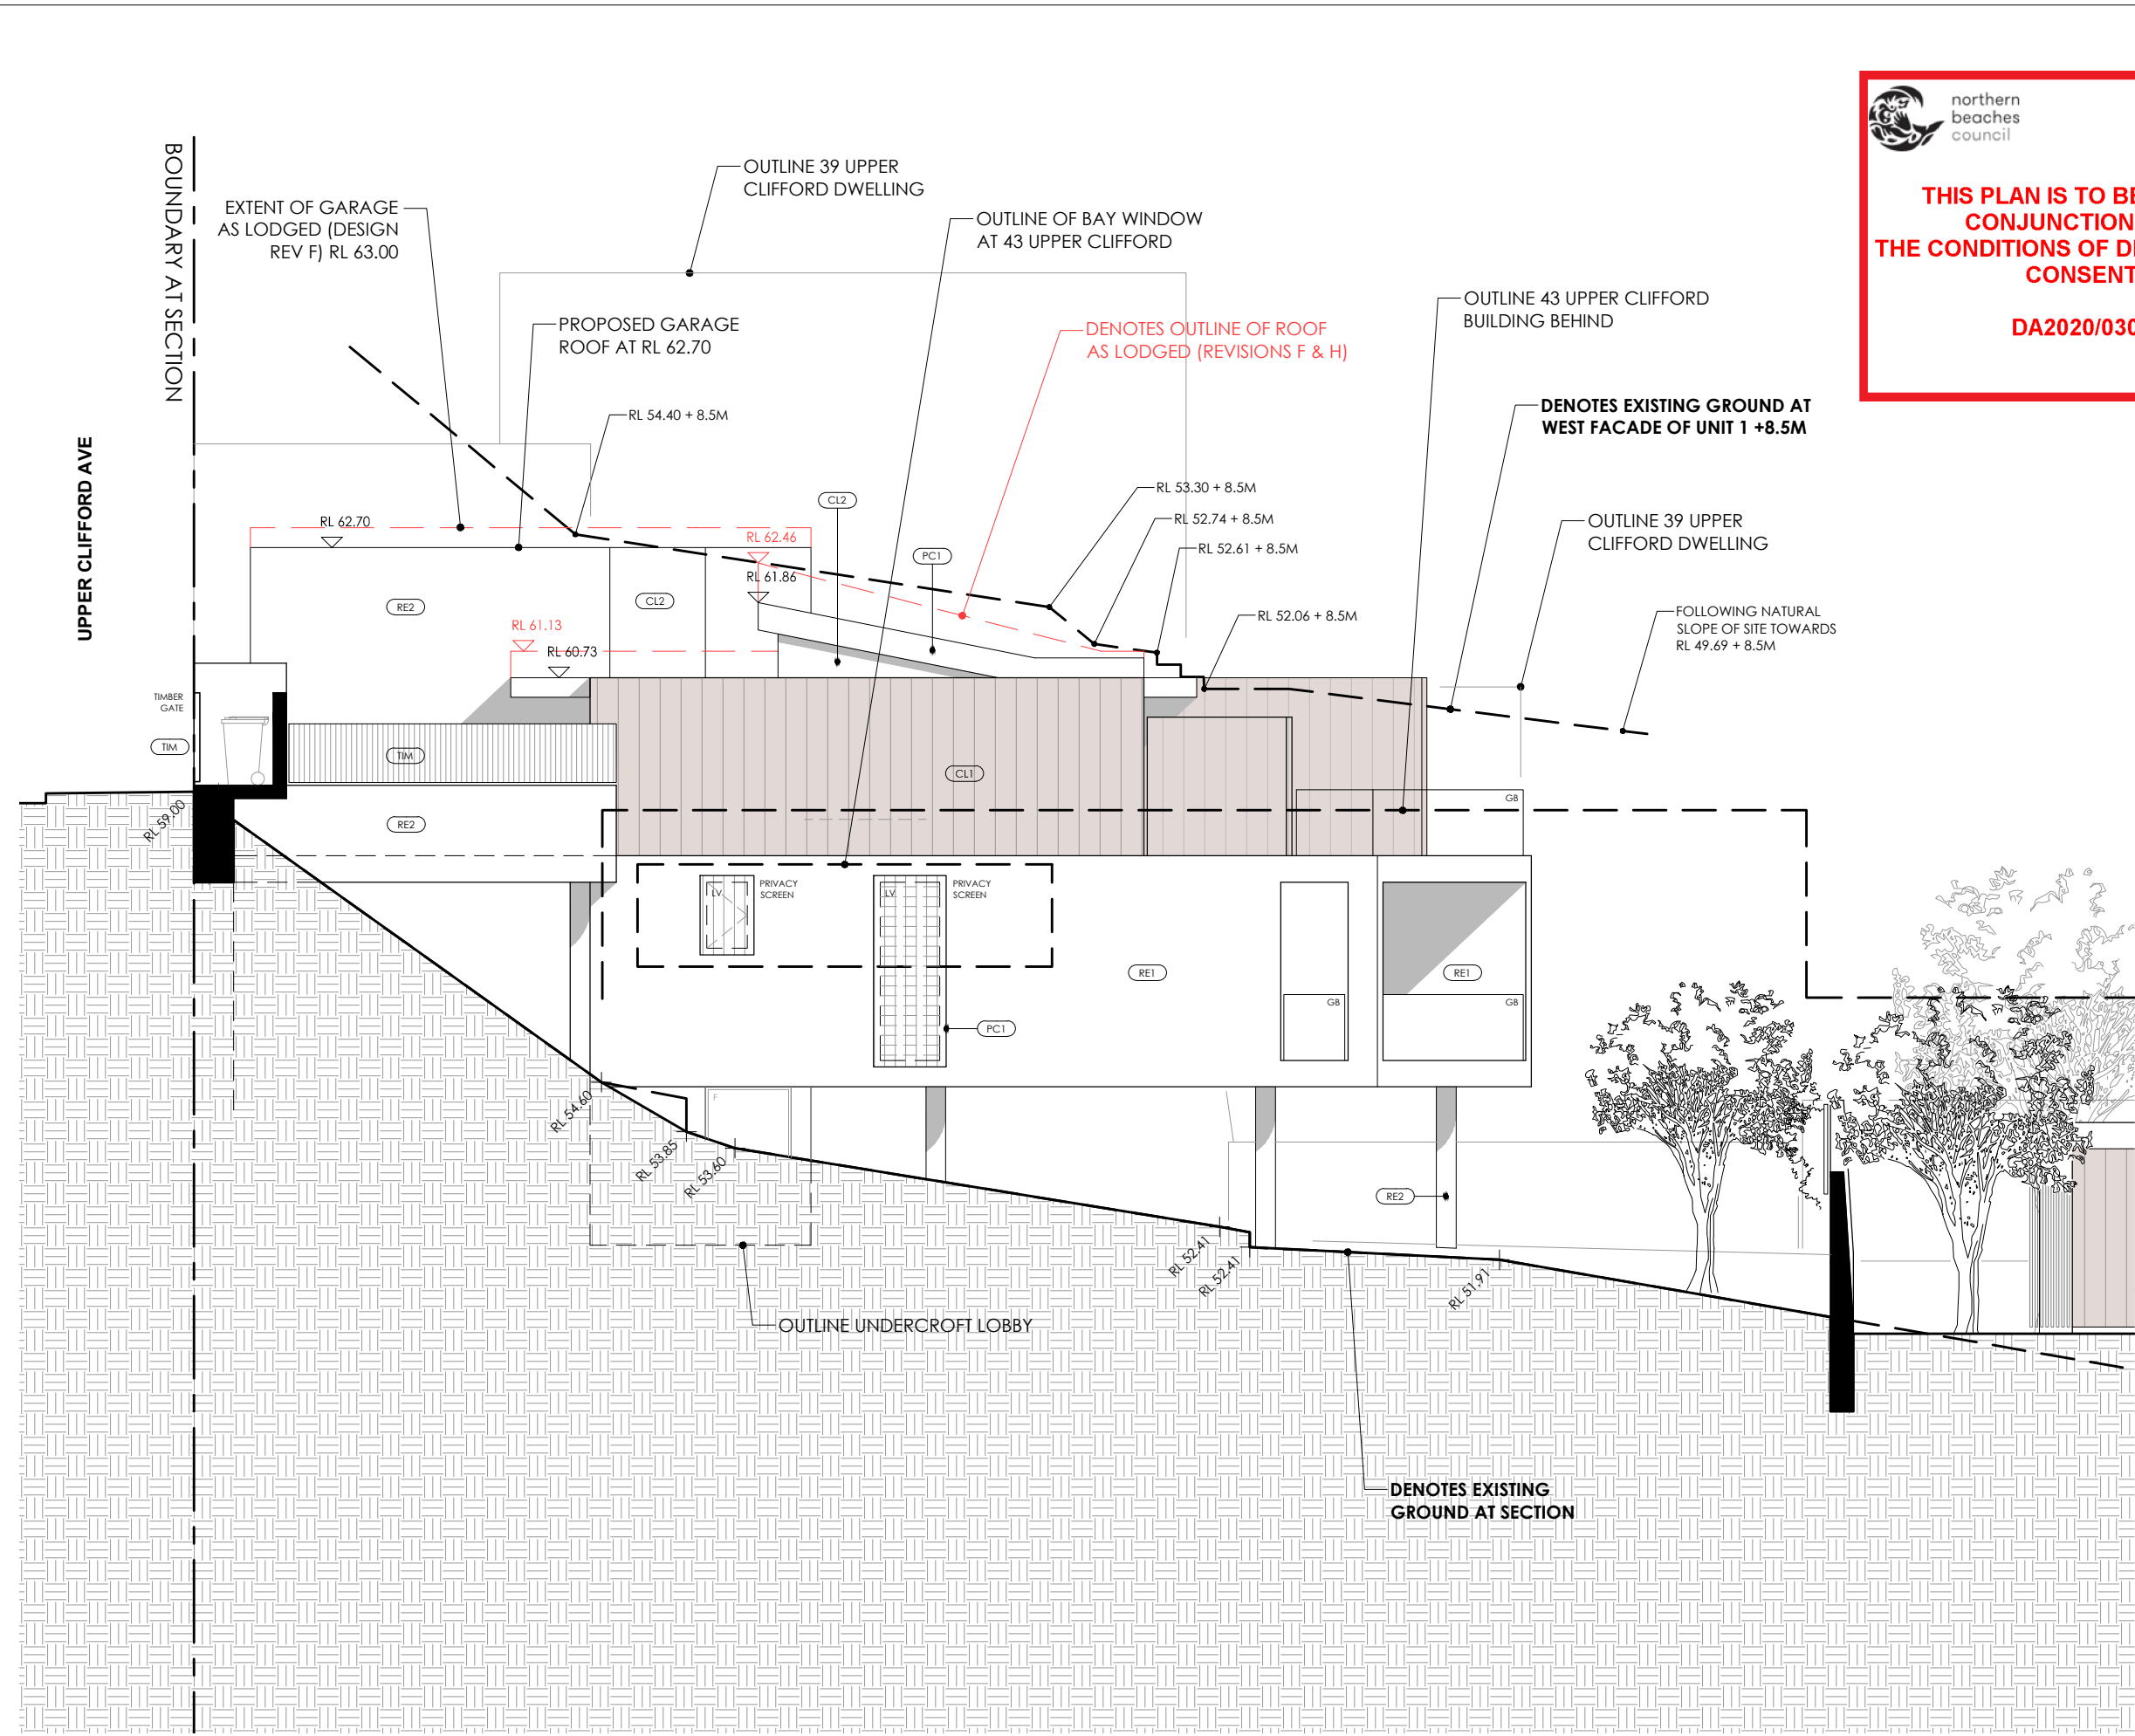 northern
beaches
council
THIS PLAN IS TO BE
CONJUNCTION
THE CONDITIONS OF DE
CONSENT
DA2020/030
BOUNDARY AT SECTION
UPPER CLIFFORD AVE
EXTENT OF GARAGE
AS LODGED (DESIGN
REV F) RL 63.00
OUTLINE 39 UPPER
CLIFFORD DWELLING
OUTLINE OF BAY WINDOW
AT 43 UPPER CLIFFORD
PROPOSED GARAGE
ROOF AT RL 62.70
DENOTES OUTLINE OF ROOF
AS LODGED (REVISIONS F & H)
OUTLINE 43 UPPER CLIFFORD
BUILDING BEHIND
DENOTES EXISTING GROUND AT
WEST FACADE OF UNIT 1 +8.5M
RL 54.40 + 8.5M
RL 53.30 + 8.5M
RL 52.74 + 8.5M
RL 52.61 + 8.5M
RL 52.06 + 8.5M
OUTLINE 39 UPPER
CLIFFORD DWELLING
FOLLOWING NATURAL
SLOPE OF SITE TOWARDS
RL 49.69 + 8.5M
RL 62.70
CL2
RL 62.46
PC1
RL 61.86
RE2
CL2
RL 61.13
RL 60.73
TIMBER
GATE
TIM
TIM
CL1
GB
RL 59.00
RE2
LV
PRIVACY
SCREEN
LV
PRIVACY
SCREEN
RE1
RE1
GB
GB
PC1
F
RL 54.60
RL 53.85
RL 53.60
RE2
RL 52.41
RL 52.41
RL 51.91
OUTLINE UNDERCROFT LOBBY
DENOTES EXISTING
GROUND AT SECTION